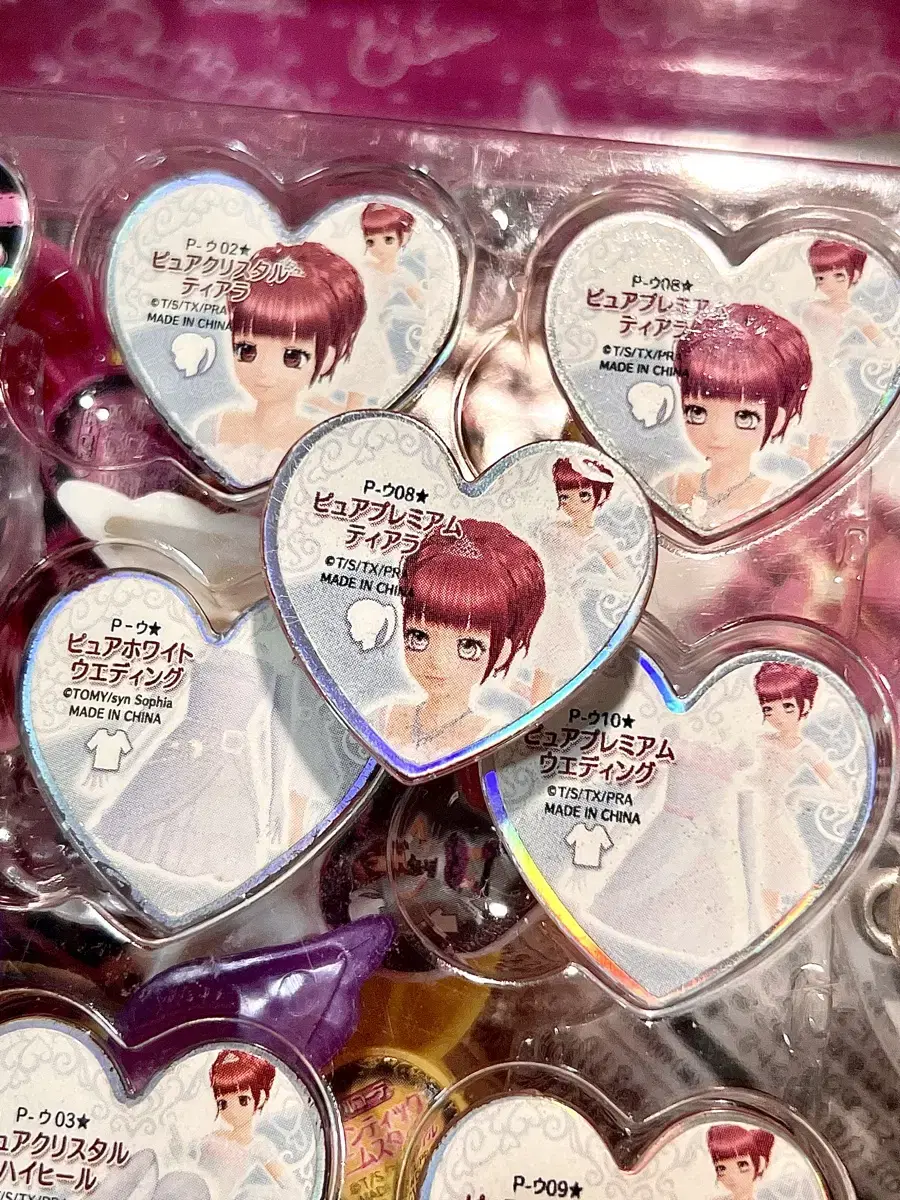 P-ウ02★
ピュアクリスタル
ティアラ
©T/S/TX/PRA
MADE IN CHINA
P-ウ08★
ピュアプレミアム
ティアラ
©T/S/TX/PR
MADE IN CHINA
P-ウ08★
ピュアプレミアム
ティアラ
©T/S/TX/PRA
MADE IN CHINA
P-ウ★
ピュアホワイト
ウエディング
©TOMY/syn Sophia
MADE IN CHINA
P-ウ10★
ピュアプレミアム
ウエディング
©T/S/TX/PRA
MADE IN CHINA
P-ウ03★
ュアクリスタル
ハイヒール
/S/TX/PRA
P-ウ09★